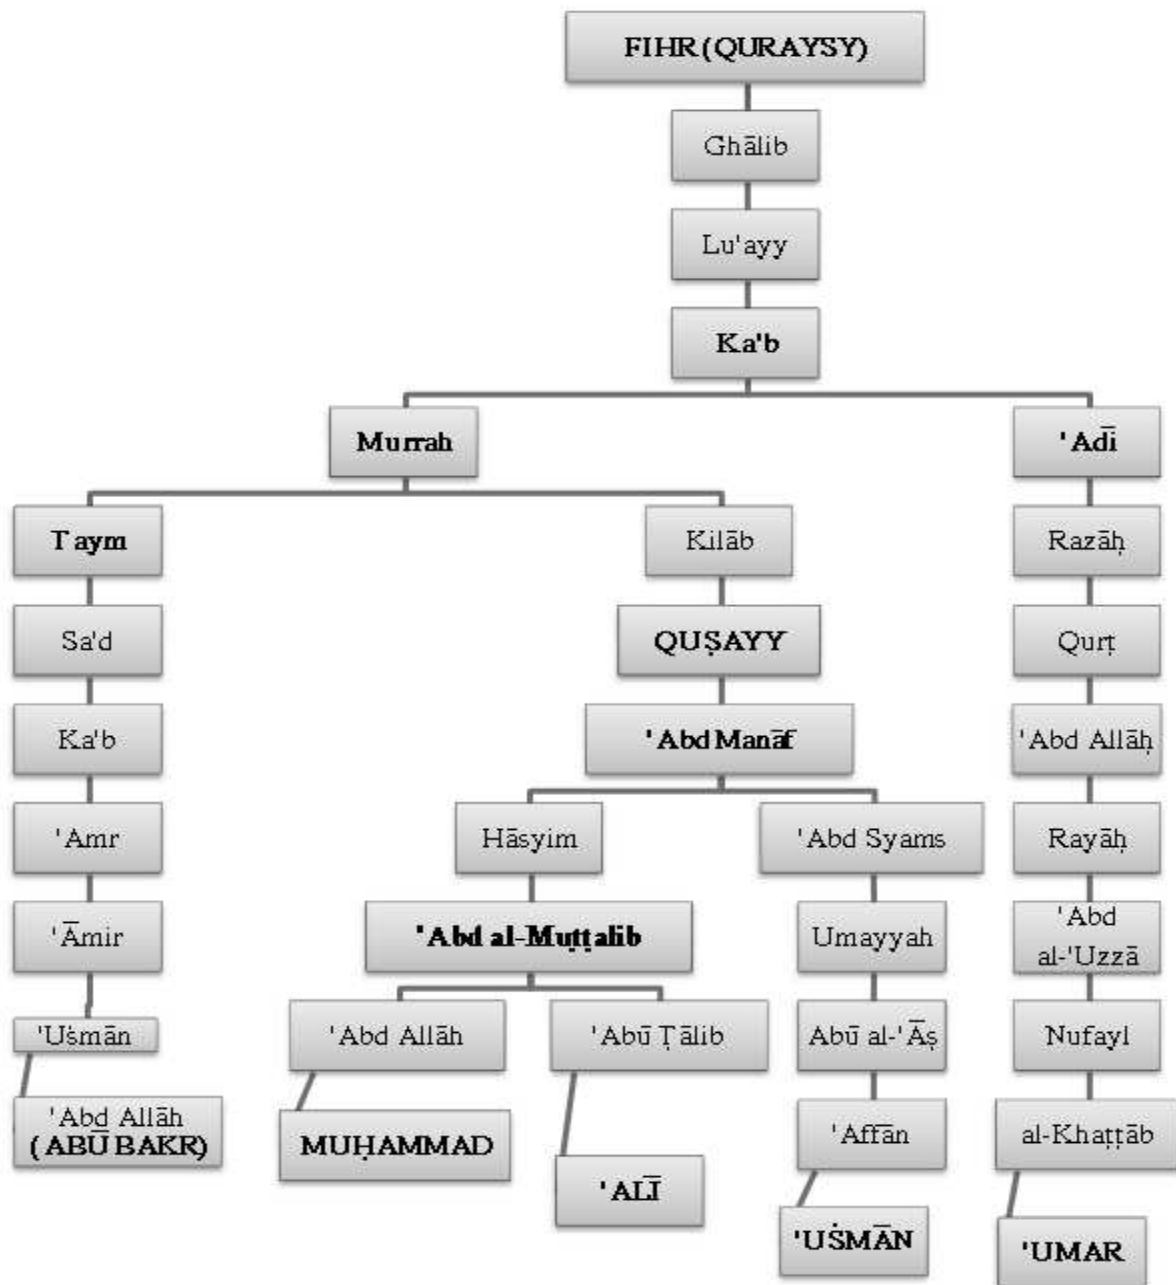 FIHR (QURAYSY)
Ghālib
Lu'ayy
Ka'b
Murrah
'Adī
Taym
Kilāb
Razāḥ
Sa'd
QUṢAYY
Qurṭ
Ka'b
'Abd Manāf
'Abd Allāḥ
'Amr
Hāsyim
'Abd Syams
Rayāḥ
'Āmir
'Abd al-Muṭṭalib
Umayyah
'Abd
al-'Uzzā
'Uṡmān
'Abd Allāh
'Abū Ṭālib
Abū al-'Āṣ
Nufayl
'Abd Allāh
(ABŪ BAKR)
MUḤAMMAD
'Affān
al-Khaṭṭāb
'ALĪ
'UṠMĀN
'UMAR